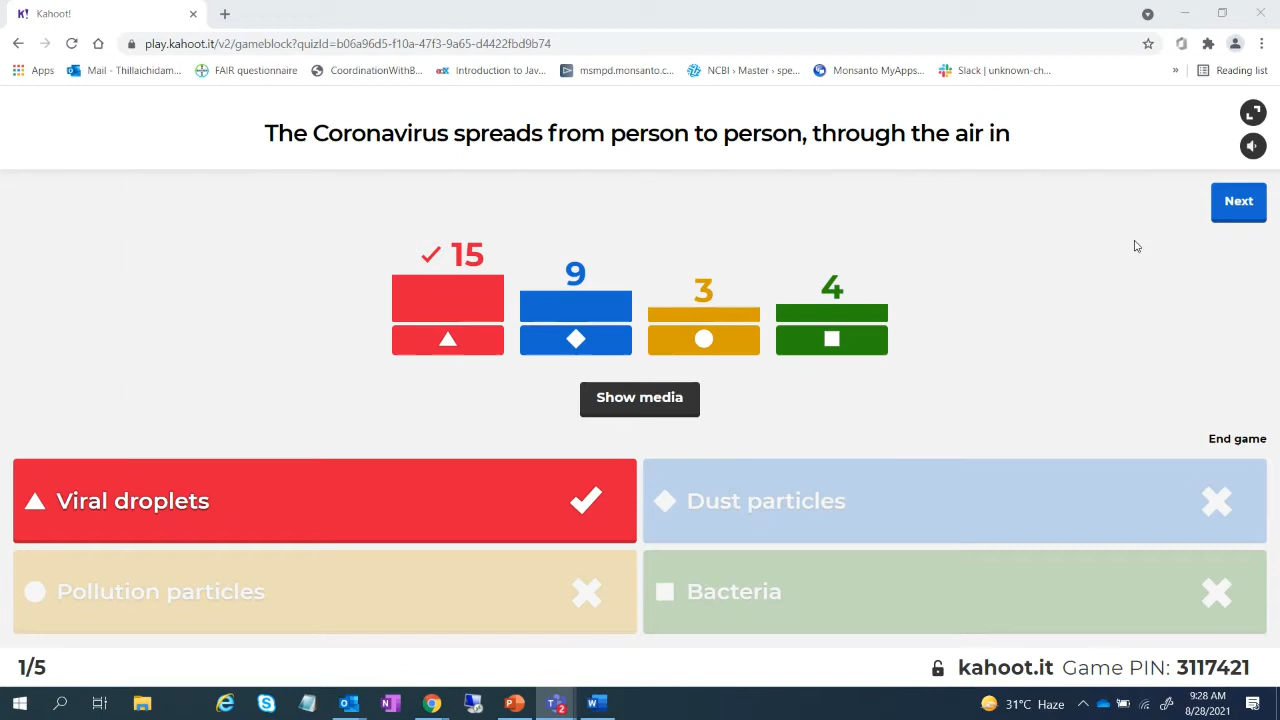 K! Kahoot!
play.kahoot.it/v2/gameblock?quizId=b06a96d5-f10a-47f3-9a65-d4422fbd9b74
Apps
Mail - Thillaichidam...
FAIR questionnaire
CoordinationWithB...
Introduction to Jav...
msmpd.monsanto.c...
NCBI › Master › spe...
Monsanto MyApps...
Slack | unknown-ch...
»
Reading list
The Coronavirus spreads from person to person, through the air in
Next
15
9
3
4
Show media
End game
Viral droplets
Dust particles
Pollution particles
Bacteria
1/5
kahoot.it Game PIN: 3117421
31°C Haze
9:28 AM
8/28/2021